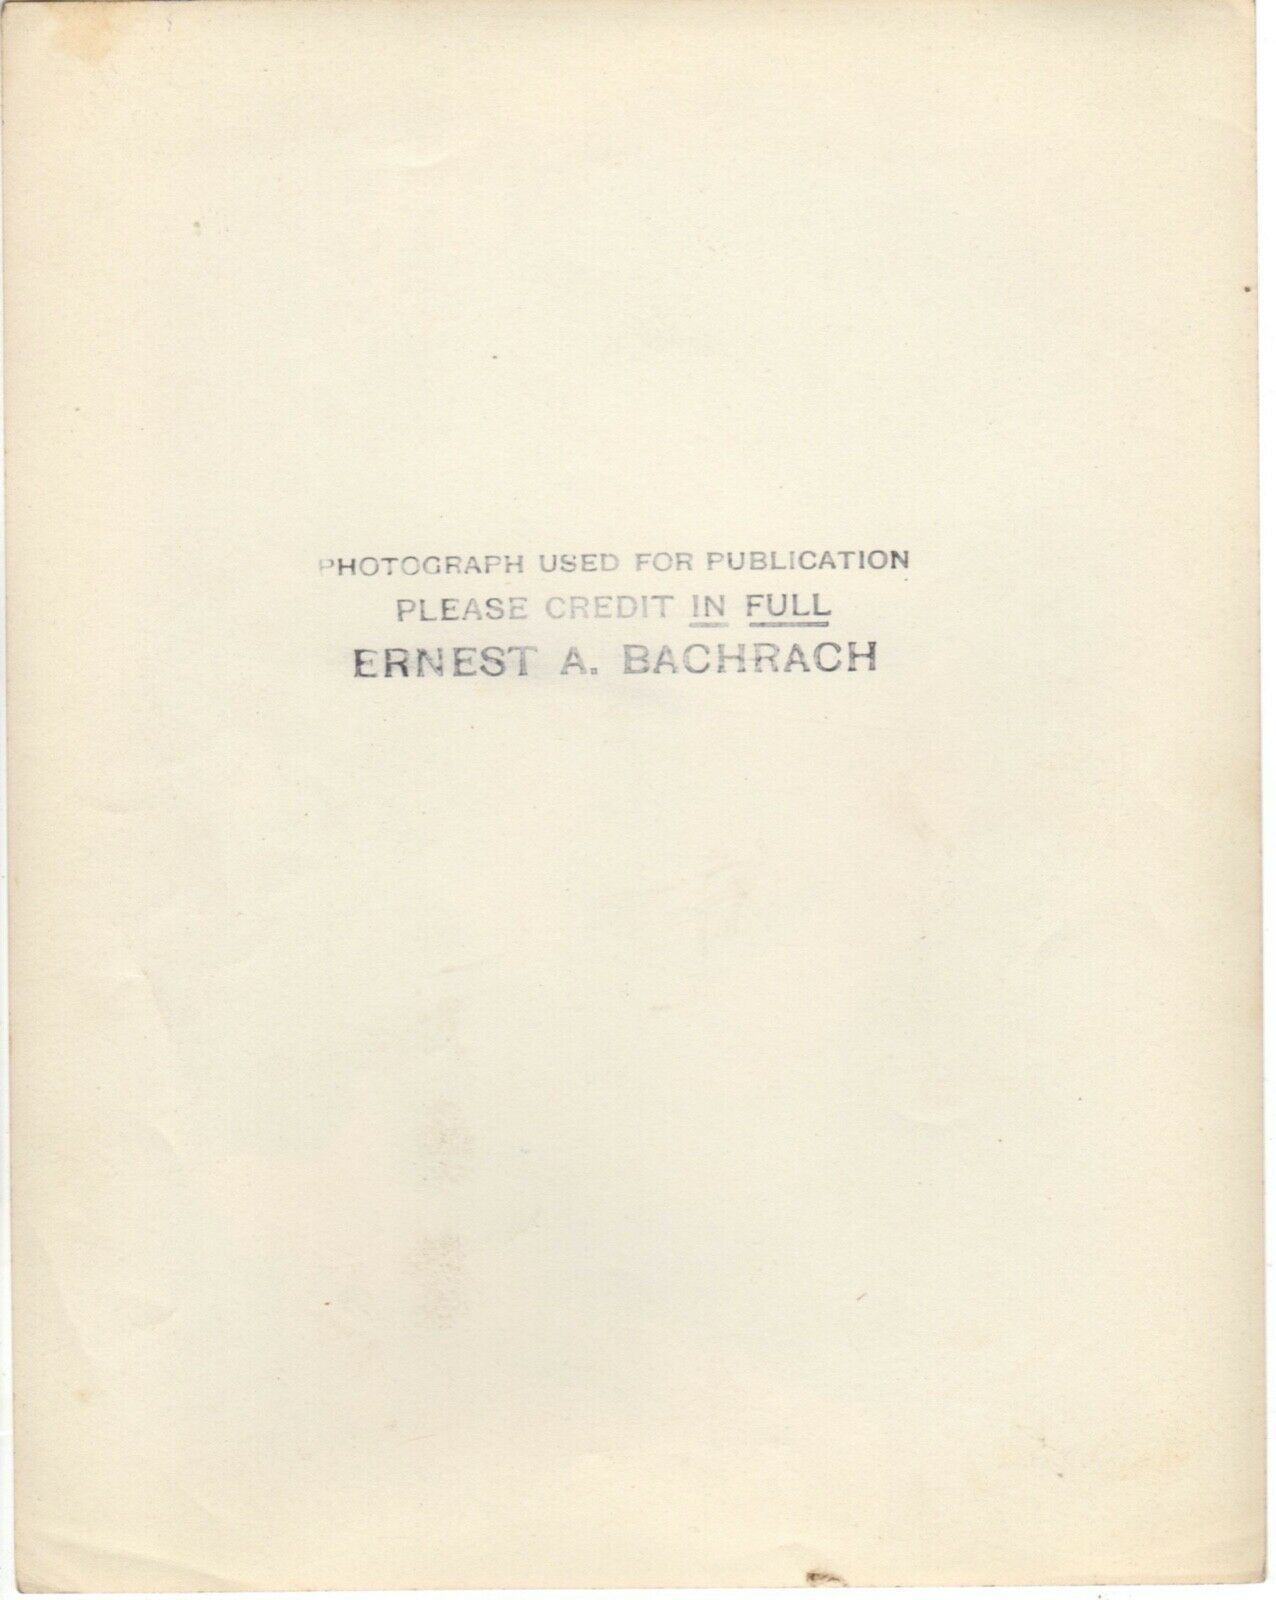 PHOTOGRAPH USED FOR PUBLICATION
PLEASE CREDIT IN FULL
ERNEST A. BACHRACH